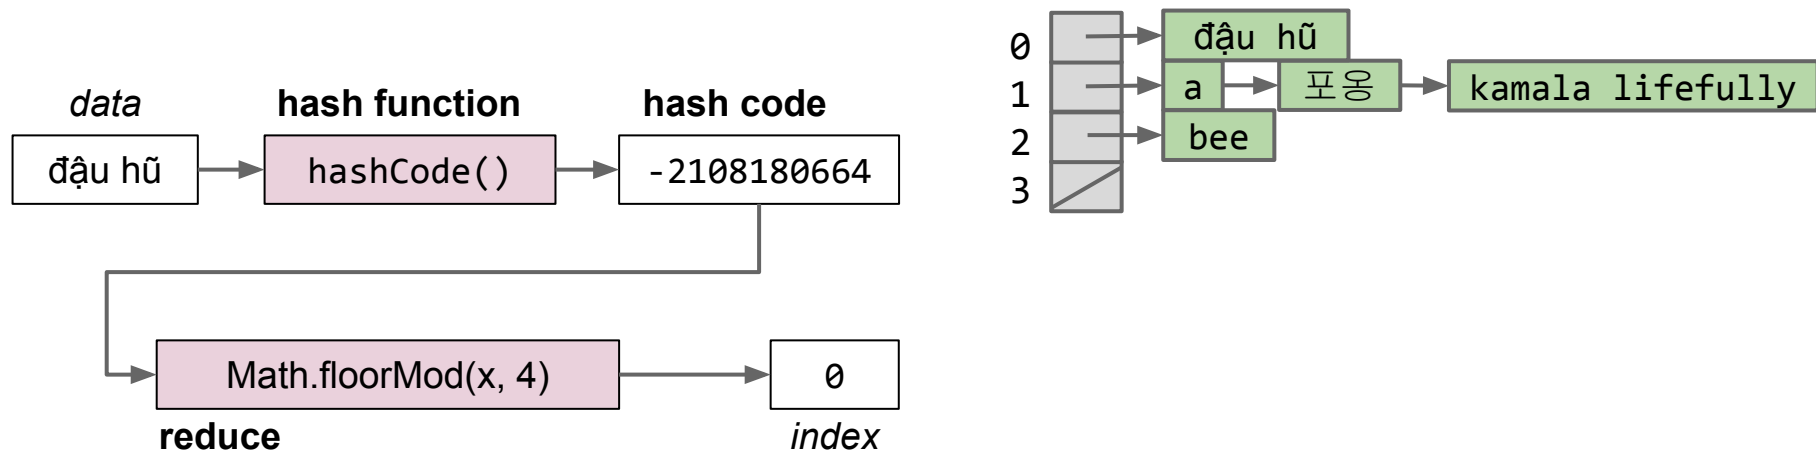 data
hash function
hash code
đậu hũ
hashCode()
-2108180664
Math.floorMod(x, 4)
0
reduce
index
0
đậu hũ
1
a
포옹
kamala lifefully
2
bee
3